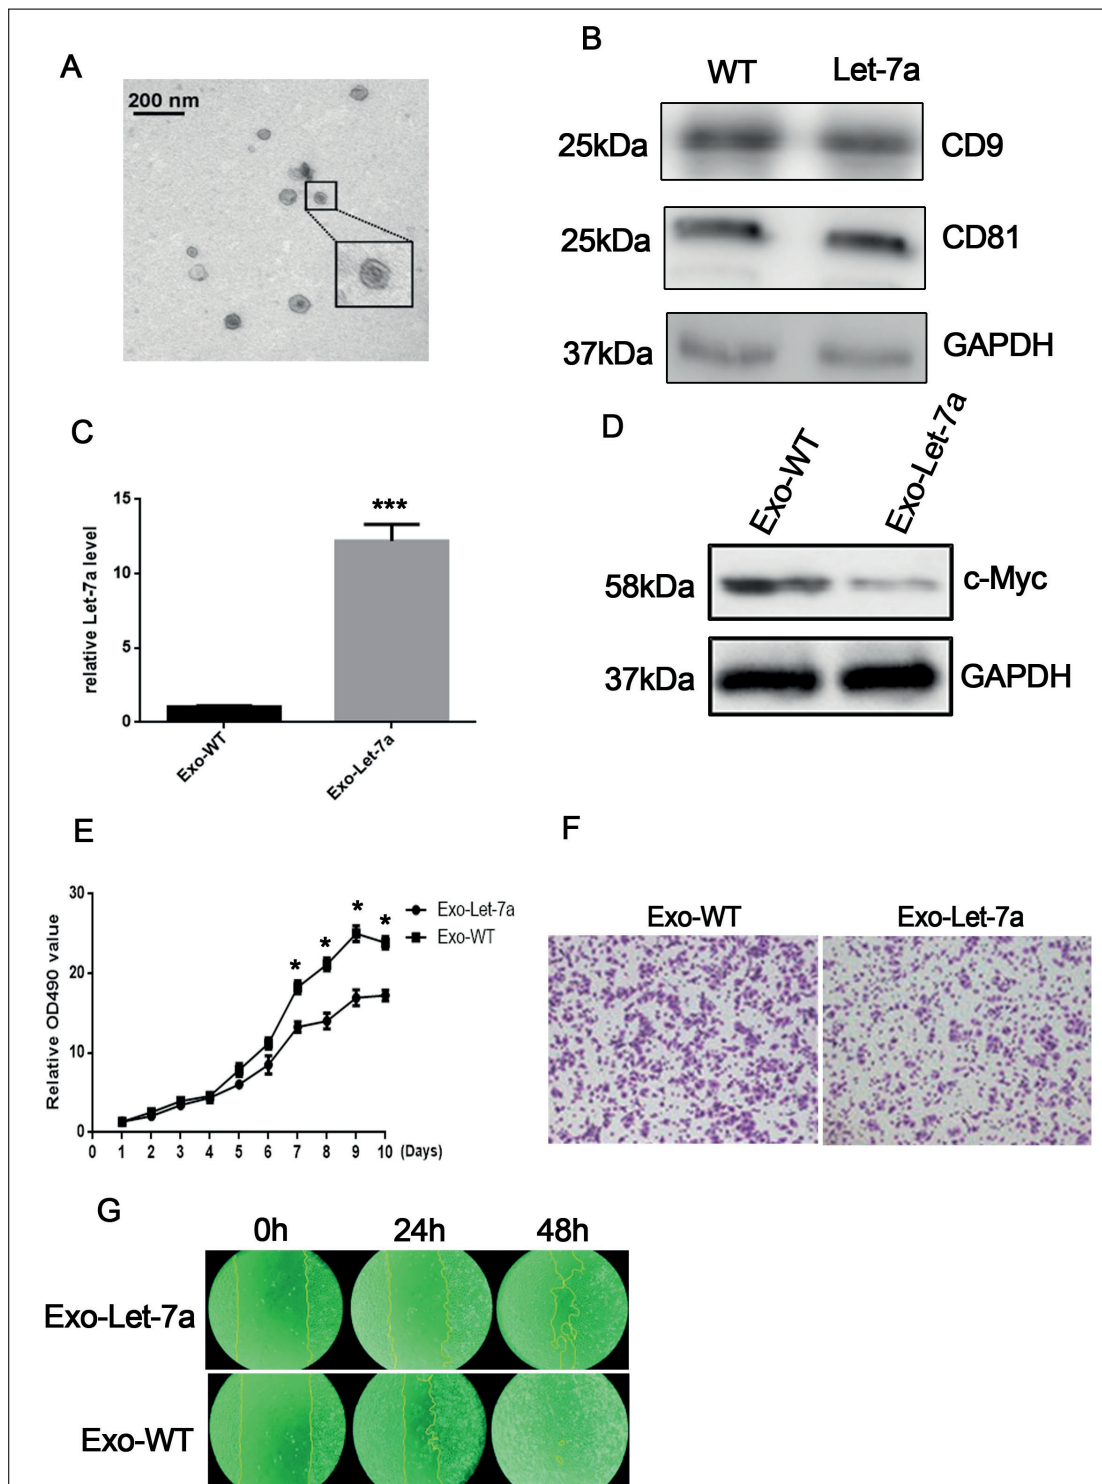 A
200 nm
B
WT Let-7a
25kDa CD9
25kDa CD81
37kDa GAPDH
C
relative Let-7a level
15
10
5
0
***
Exo-WT
Exo-Let-7a
D
Exo-WT
Exo-Let-7a
58kDa c-Myc
37kDa GAPDH
E
Relative OD490 value
30
20
10
0
* * * *
Exo-Let-7a
Exo-WT
0 1 2 3 4 5 6 7 8 9 10 (Days)
F
Exo-WT Exo-Let-7a
G
0h 24h 48h
Exo-Let-7a
Exo-WT